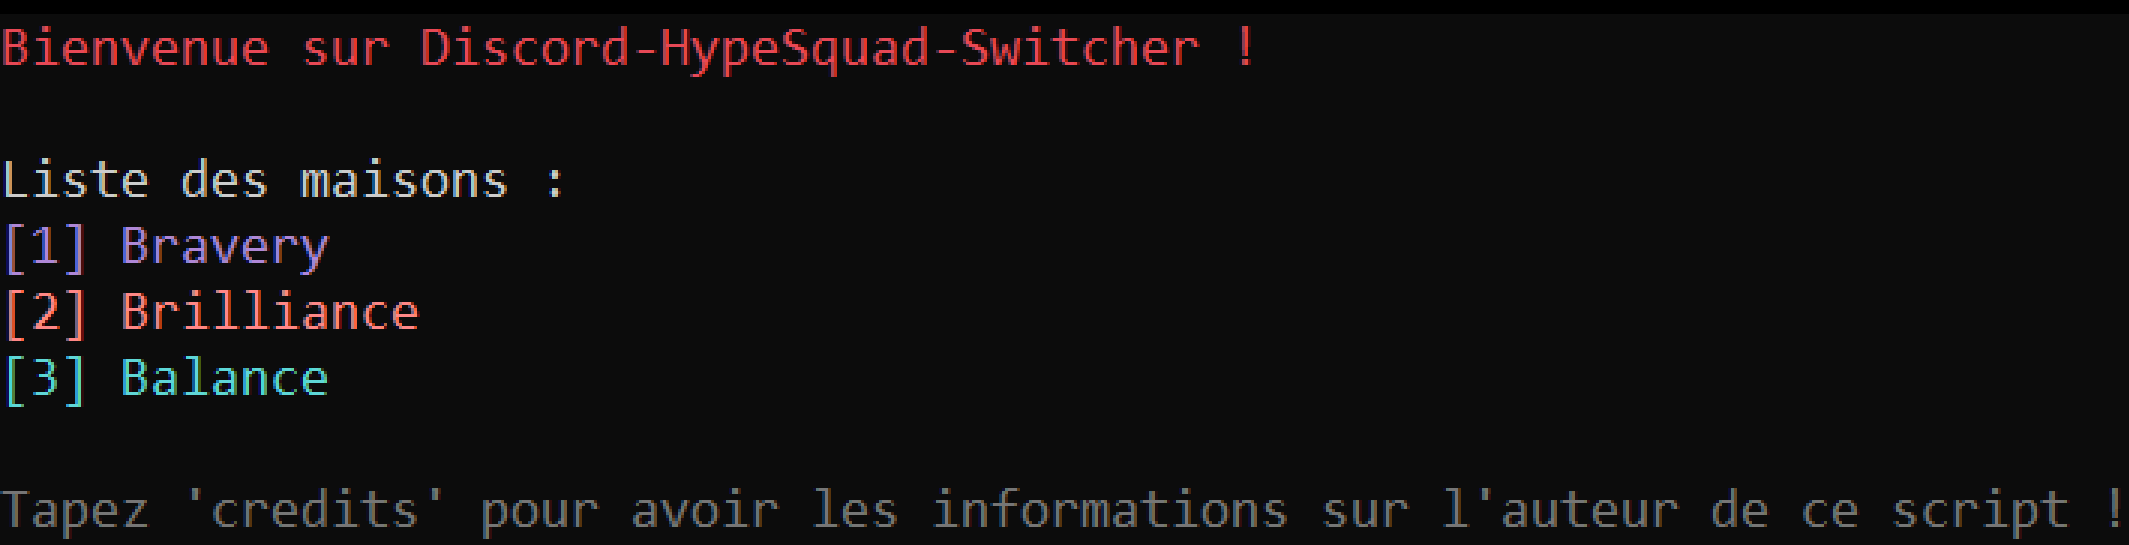 Bienvenue sur Discord-HypeSquad-Switcher !
Liste des maisons :
[1] Bravery
[2] Brilliance
[3] Balance
Tapez 'credits' pour avoir les informations sur l'auteur de ce script !